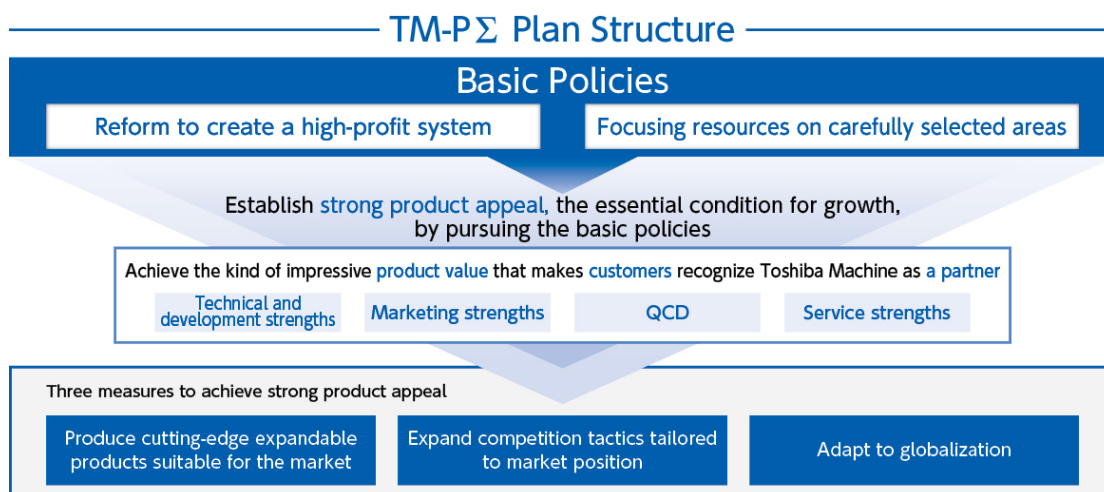 TM-PΣ Plan Structure
Basic Policies
Reform to create a high-profit system
Focusing resources on carefully selected areas
Establish strong product appeal, the essential condition for growth,
by pursuing the basic policies
Achieve the kind of impressive product value that makes customers recognize Toshiba Machine as a partner
Technical and
development strengths
Marketing strengths
QCD
Service strengths
Three measures to achieve strong product appeal
Produce cutting-edge expandable
products suitable for the market
Expand competition tactics tailored
to market position
Adapt to globalization